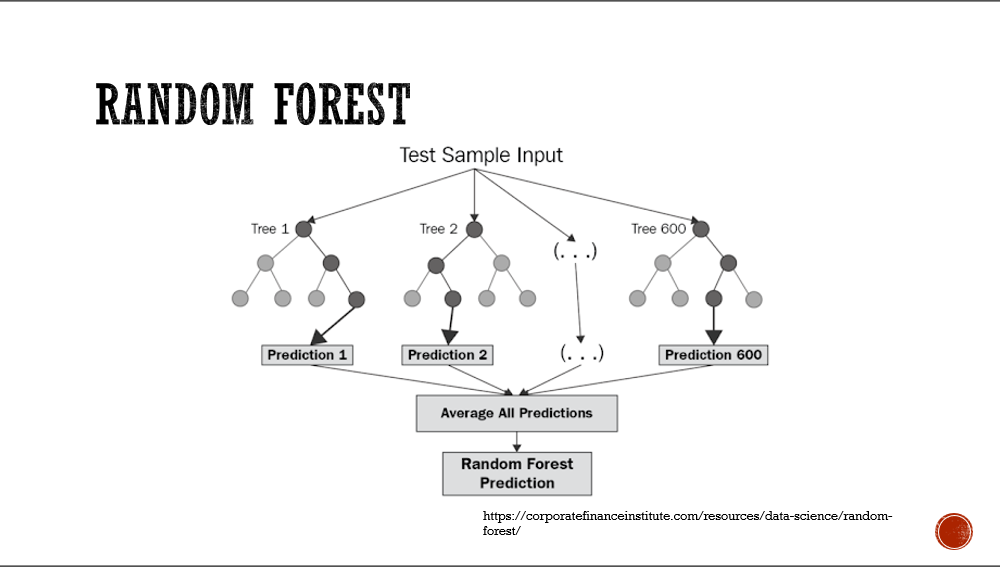 RANDOM FOREST
Test Sample Input
Tree 1
Tree 2
Tree 600
(. . .)
(. . .)
Prediction 1
Prediction 2
Prediction 600
Average All Predictions
Random Forest
Prediction
https://corporatefinanceinstitute.com/resources/data-science/random-
forest/